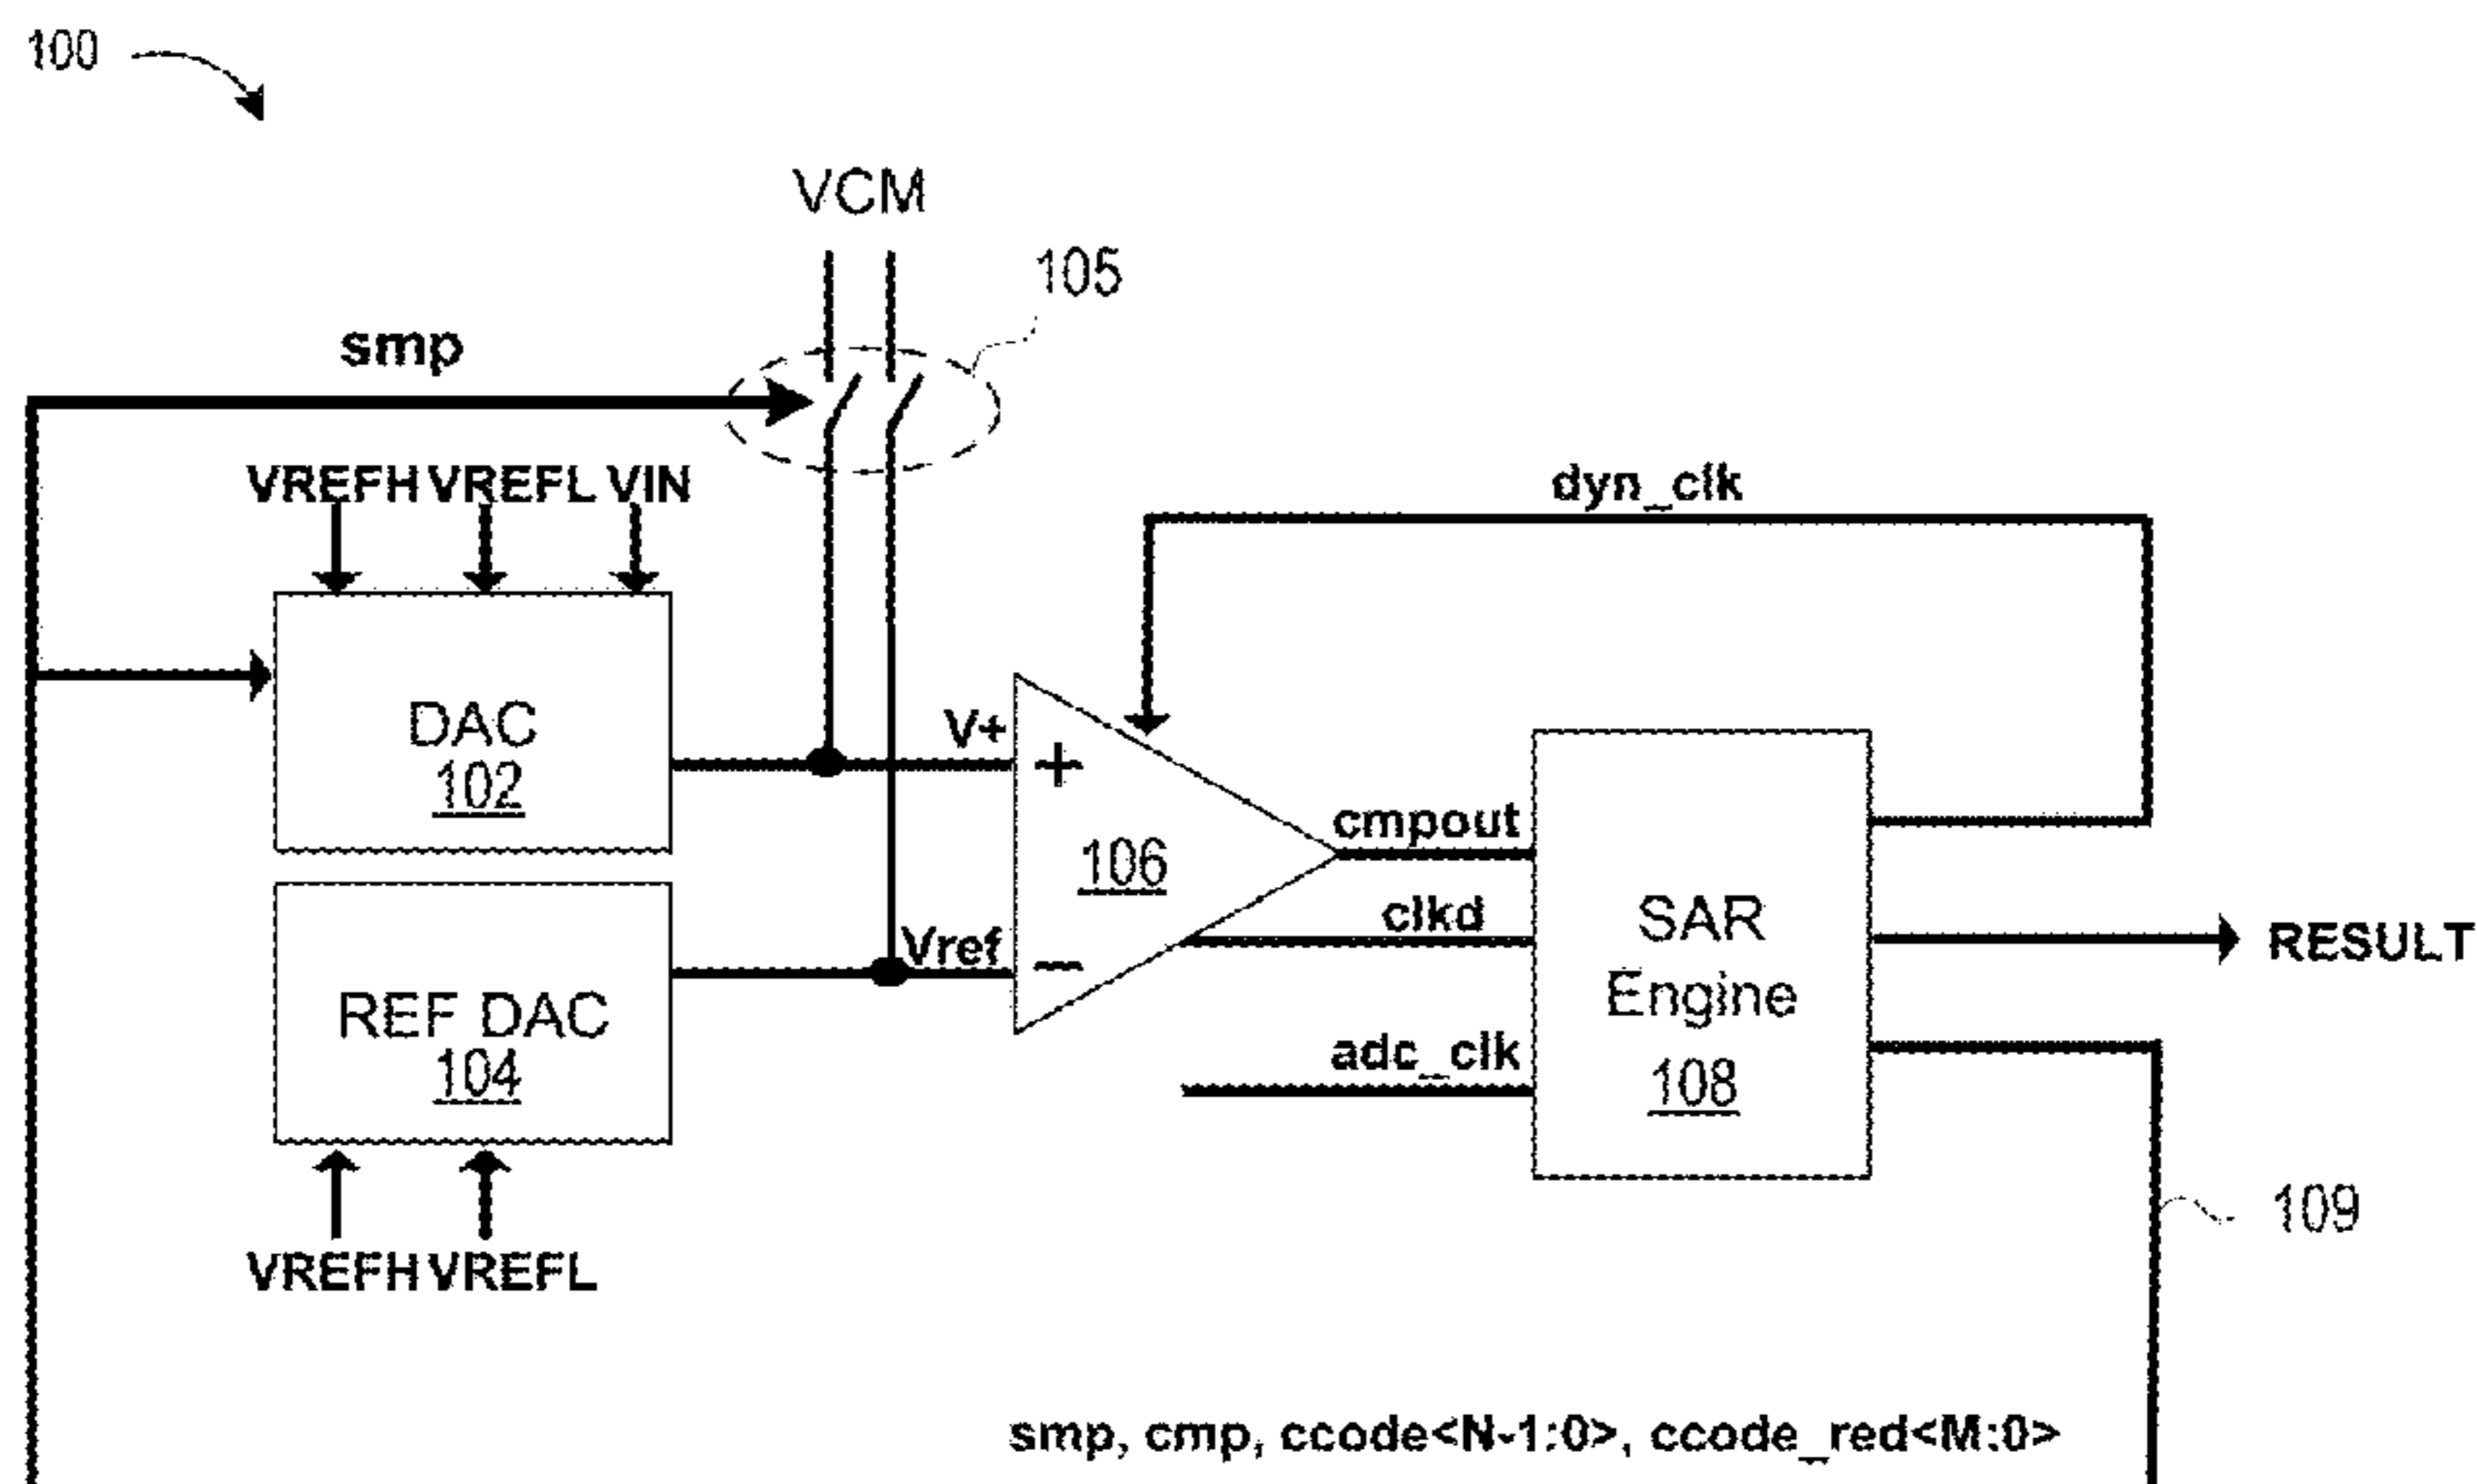 100
VCM
105
smp
VREFH VREFL VIN
dyn_clk
DAC
102
V+
+
cmpout
106
clkd
SAR
Engine
108
RESULT
Vref
−
REF DAC
104
adc_clk
109
VREFH VREFL
smp, cmp, ccode<N-1:0>, ccode_red<M:0>